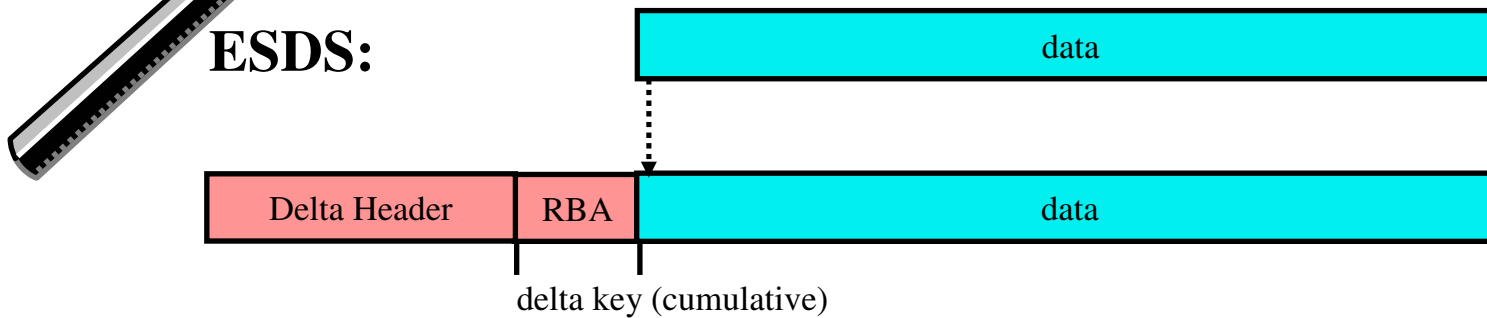 ESDS:
data
Delta Header
RBA
data
delta key (cumulative)